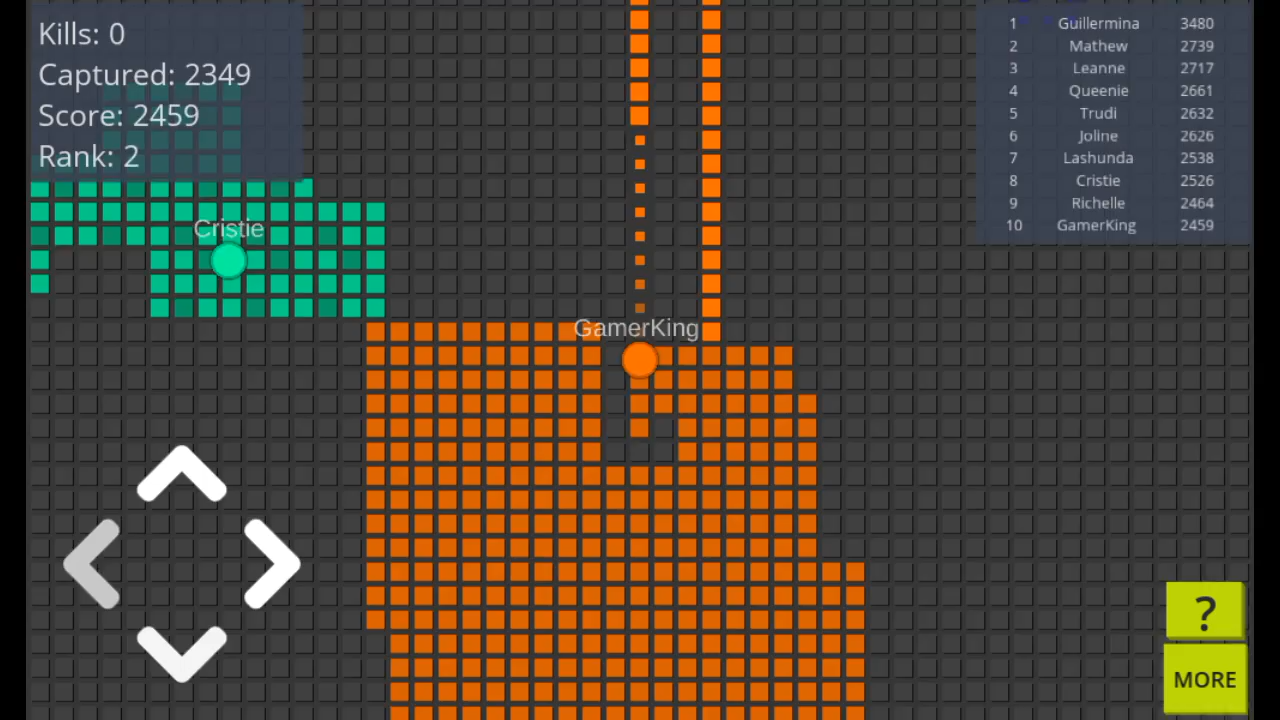 Kills: 0
Captured: 2349
Score: 2459
Rank: 2
1 Guillermina 3480
2 Mathew 2739
3 Leanne 2717
4 Queenie 2661
5 Trudi 2632
6 Joline 2626
7 Lashunda 2538
8 Cristie 2526
9 Richelle 2464
10 GamerKing 2459
Cristie
GamerKing
?
MORE